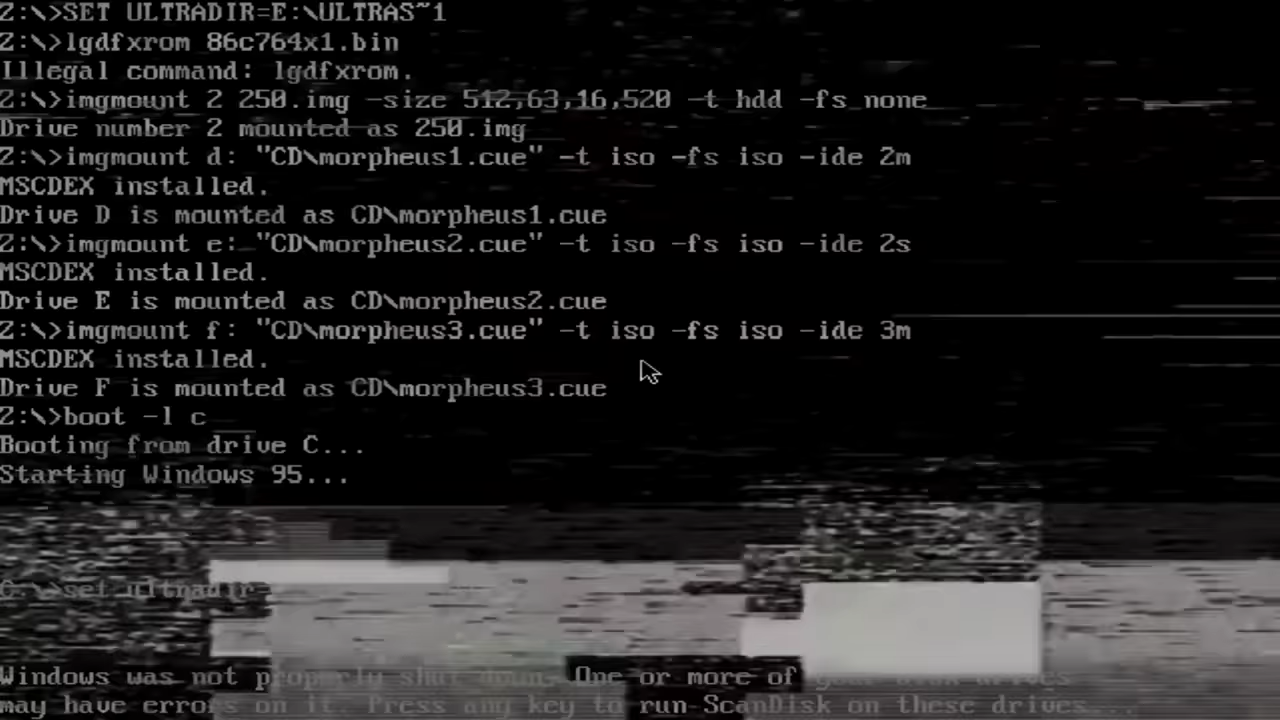 Z:\>SET ULTRADIR=E:\ULTRAS~1
Z:\>lgdfxrom 86c764x1.bin
Illegal command: lgdfxrom.
Z:\>imgmount 2 250.img -size 512,63,16,520 -t hdd -fs none
Drive number 2 mounted as 250.img
Z:\>imgmount d: "CD\morpheus1.cue" -t iso -fs iso -ide 2m
MSCDEX installed.
Drive D is mounted as CD\morpheus1.cue
Z:\>imgmount e: "CD\morpheus2.cue" -t iso -fs iso -ide 2s
MSCDEX installed.
Drive E is mounted as CD\morpheus2.cue
Z:\>imgmount f: "CD\morpheus3.cue" -t iso -fs iso -ide 3m
MSCDEX installed.
Drive F is mounted as CD\morpheus3.cue
Z:\>boot -l c
Booting from drive C...
Starting Windows 95...
C:\>set ultradir
Windows was not properly shut down. One or more of your disk drives
may have errors on it. Press any key to run ScanDisk on these drives...